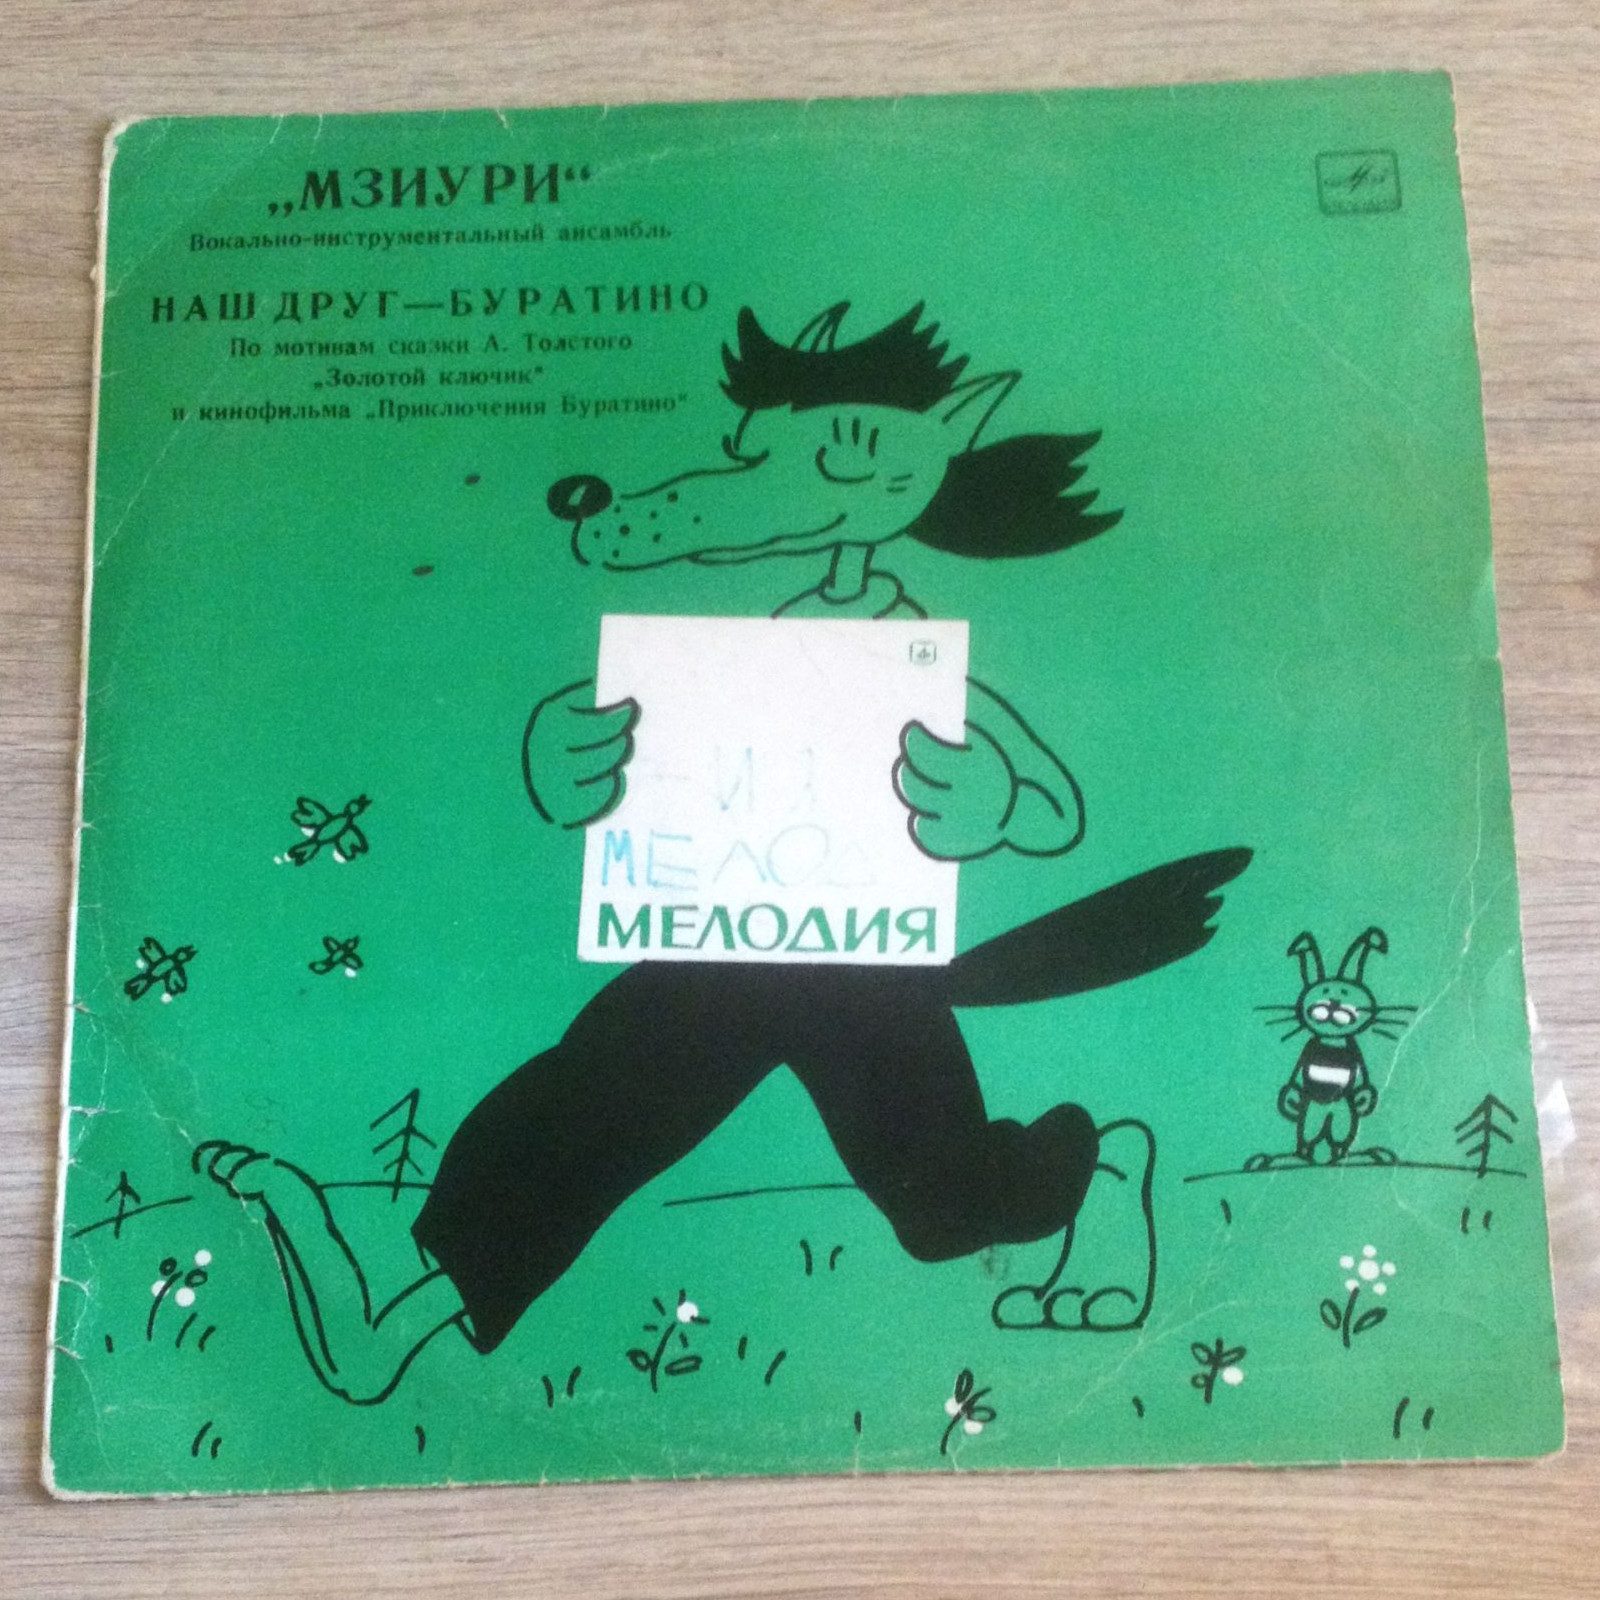 „МЗИУРИ“
Вокально-инструментальный ансамбль
НАШ ДРУГ—БУРАТИНО
По мотивам сказки А. Толстого
„Золотой ключик“
и кинофильма „Приключения Буратино“
МЕЛОД
МЕЛОДИЯ